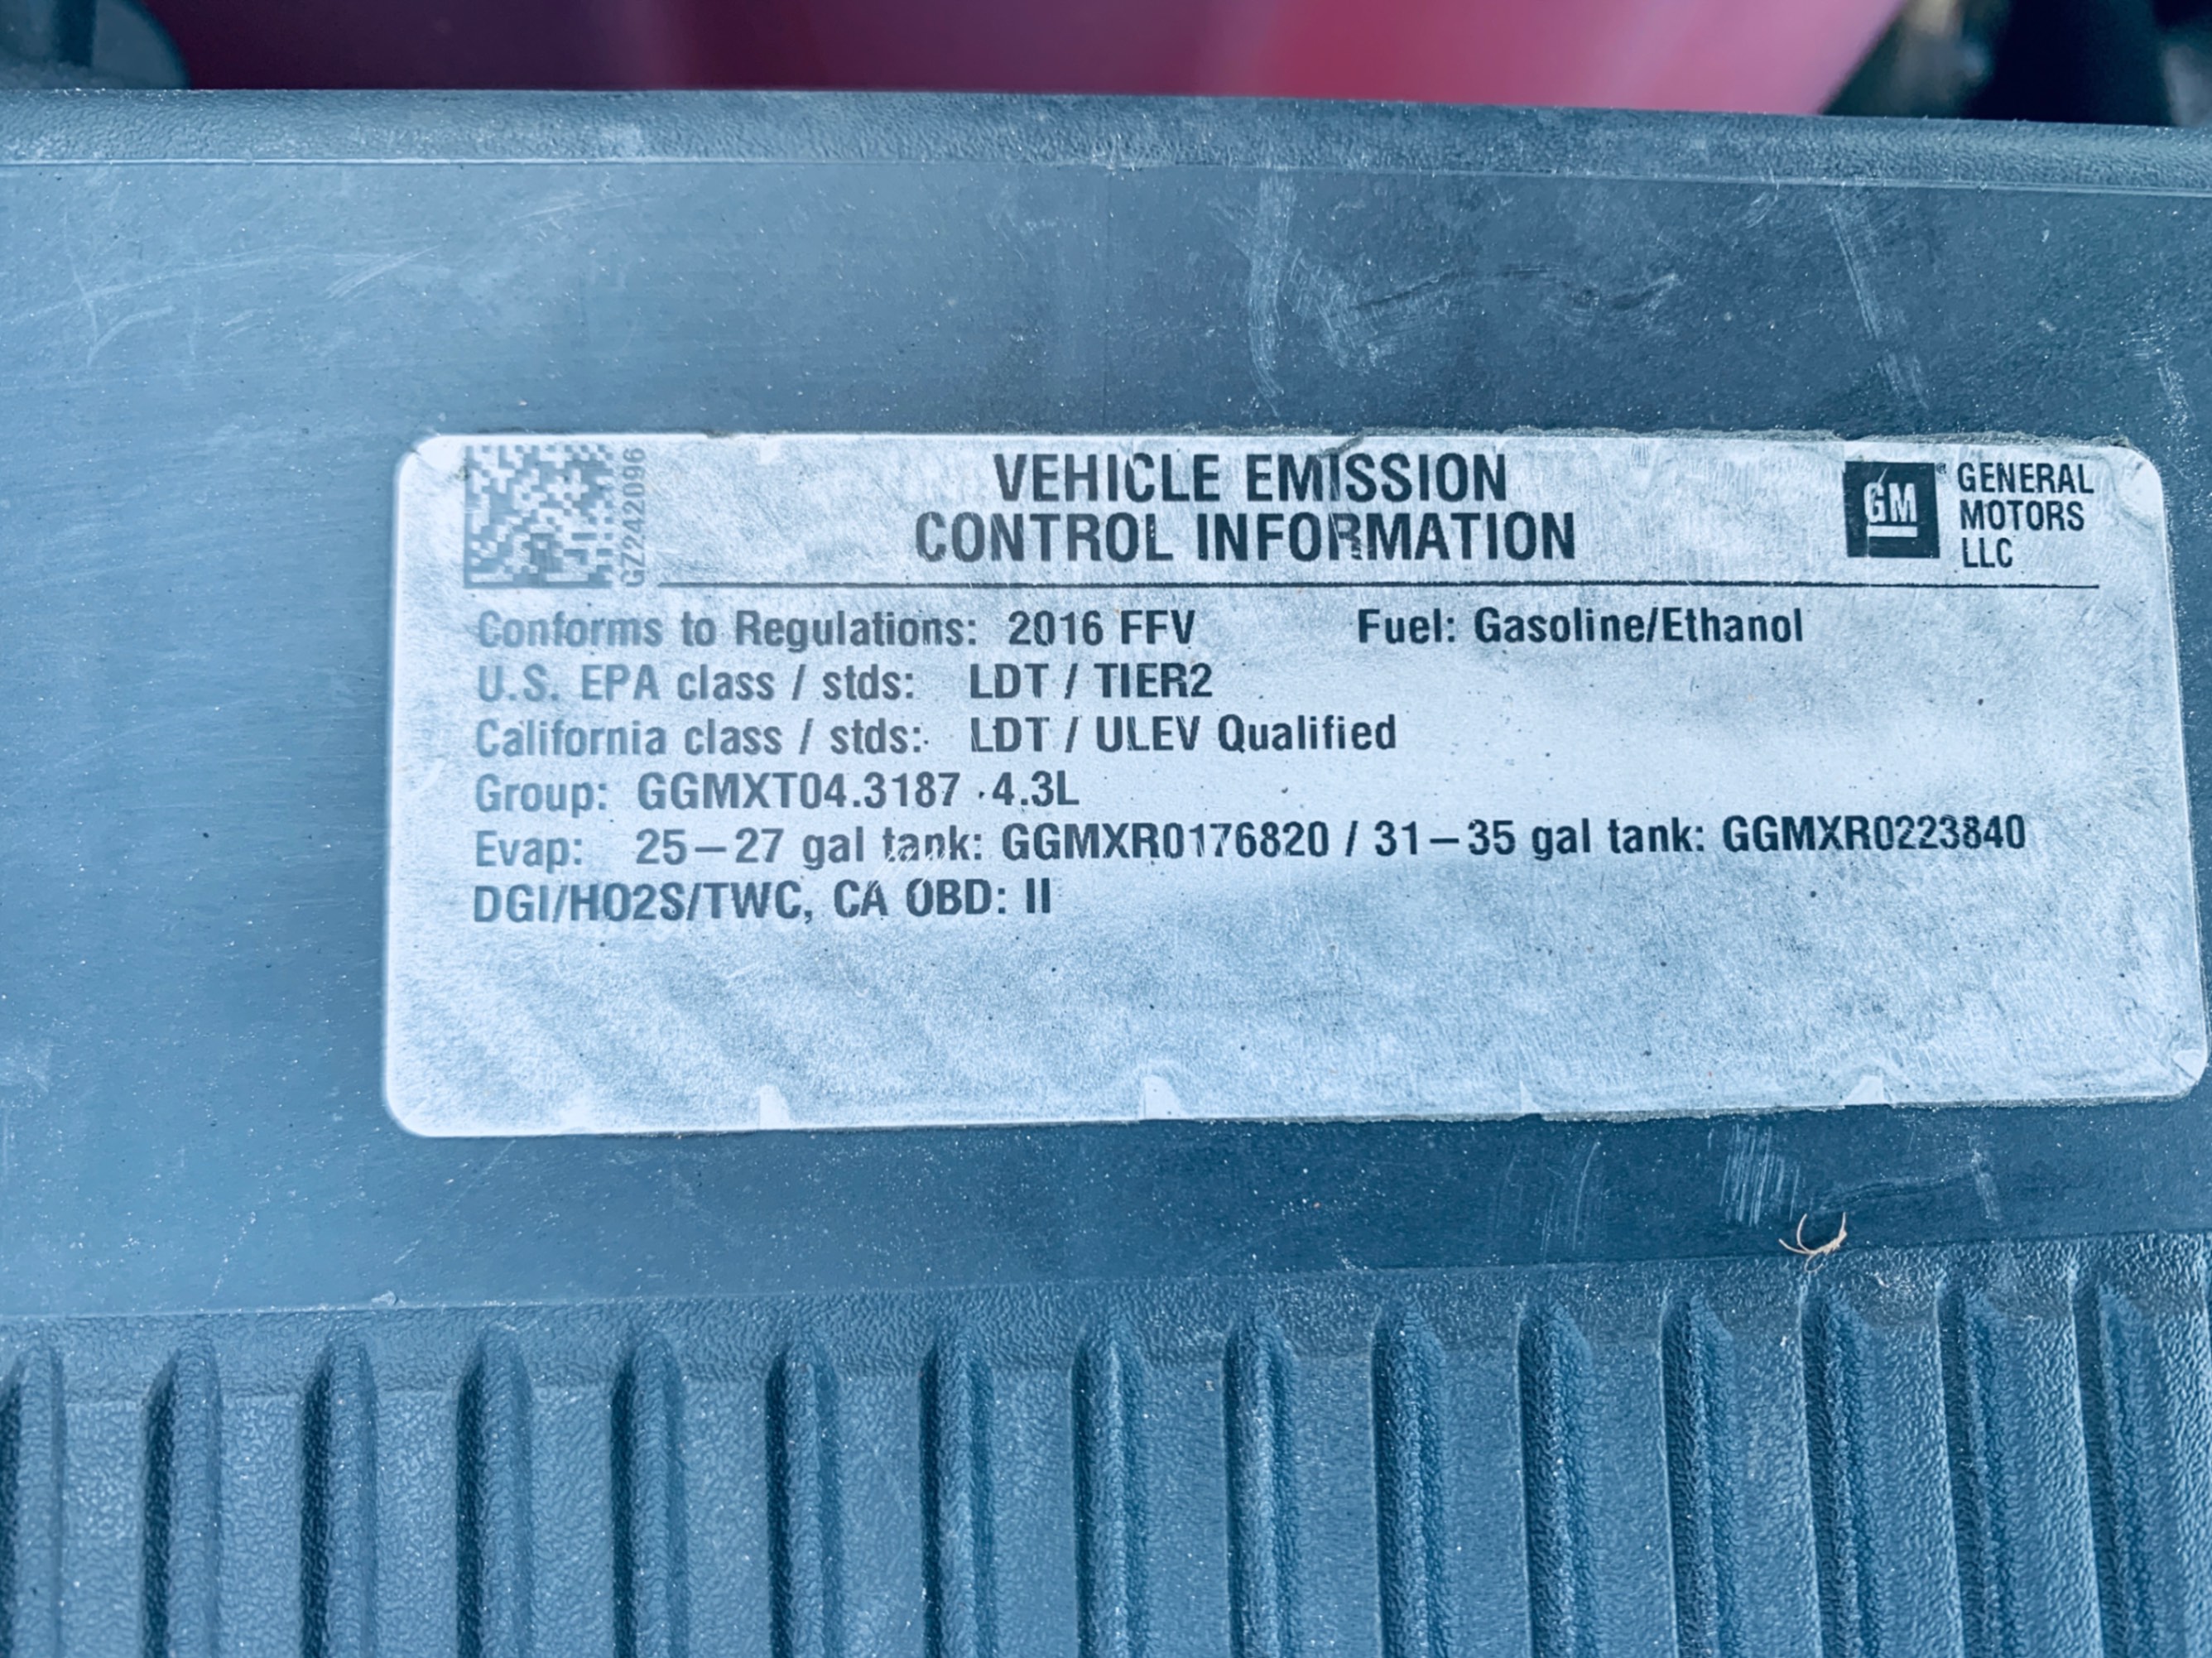 GZ242096
VEHICLE EMISSION
CONTROL INFORMATION
GM
GENERAL
MOTORS
LLC
Conforms to Regulations: 2016 FFV Fuel: Gasoline/Ethanol
U.S. EPA class / stds: LDT / TIER2
California class / stds: LDT / ULEV Qualified
Group: GGMXT04.3187 4.3L
Evap: 25–27 gal tank: GGMXR0176820 / 31–35 gal tank: GGMXR0223840
DGI/HO2S/TWC, CA OBD: II